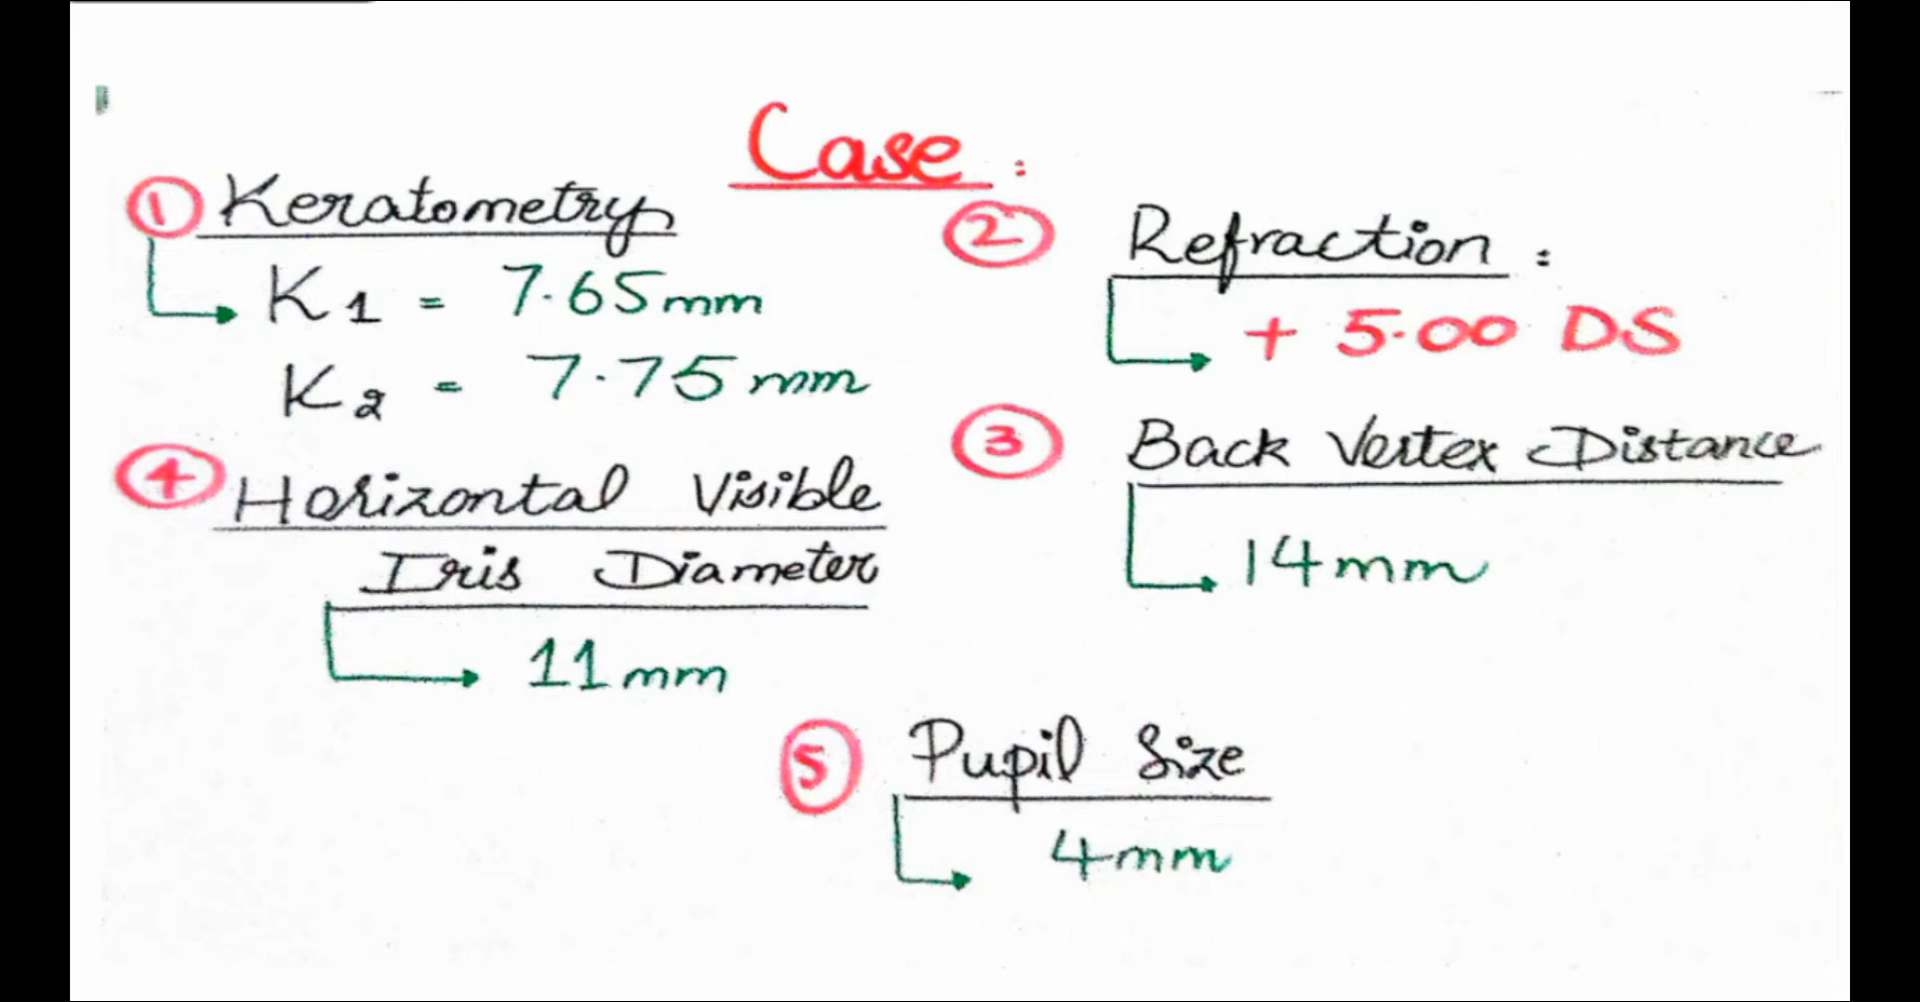 Case :
① Keratometry
K1 = 7.65mm
K2 = 7.75mm
② Refraction :
+ 5.00 DS
③ Back Vertex Distance
14mm
④ Horizontal Visible
Iris Diameter
11mm
⑤ Pupil Size
4mm